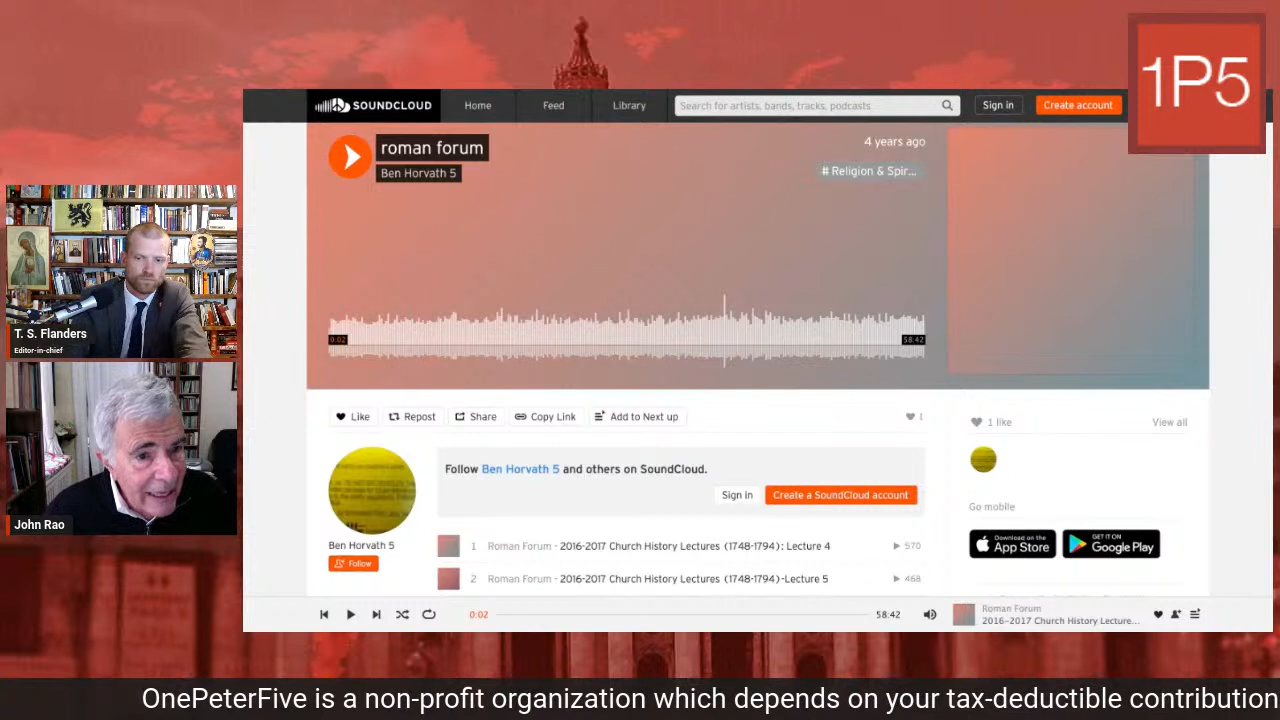 1P5
SOUNDCLOUD
Home
Feed
Library
Search for artists, bands, tracks, podcasts
Sign in
Create account
roman forum
Ben Horvath 5
4 years ago
# Religion & Spir...
0:02
58:42
T. S. Flanders
Editor-in-chief
John Rao
Like
Repost
Share
Copy Link
Add to Next up
1 like
View all
Follow Ben Horvath 5 and others on SoundCloud.
Sign in
Create a SoundCloud account
Go mobile
Download on the
App Store
GET IT ON
Google Play
Ben Horvath 5
Follow
1 Roman Forum - 2016-2017 Church History Lectures (1748-1794): Lecture 4
570
2 Roman Forum - 2016-2017 Church History Lectures (1748-1794)-Lecture 5
468
0:02
58:42
Roman Forum
2016-2017 Church History Lecture...
OnePeterFive is a non-profit organization which depends on your tax-deductible contribution